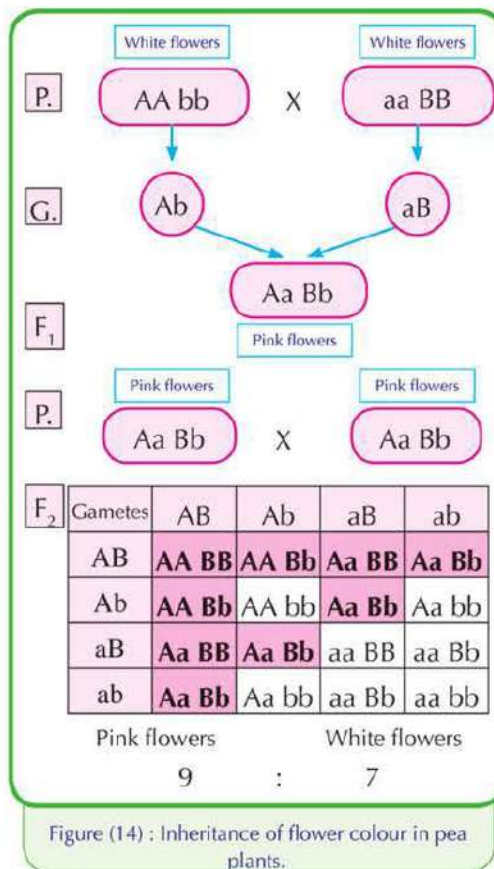 White flowers White flowers
P. AA bb X aa BB
G. Ab aB
Aa Bb
F1 Pink flowers
Pink flowers Pink flowers
P. Aa Bb X Aa Bb
F2 Gametes AB Ab aB ab
AB AA BB AA Bb Aa BB Aa Bb
Ab AA Bb AA bb Aa Bb Aa bb
aB Aa BB Aa Bb aa BB aa Bb
ab Aa Bb Aa bb aa Bb aa bb
Pink flowers White flowers
9 : 7
Figure (14) : Inheritance of flower colour in pea
plants.